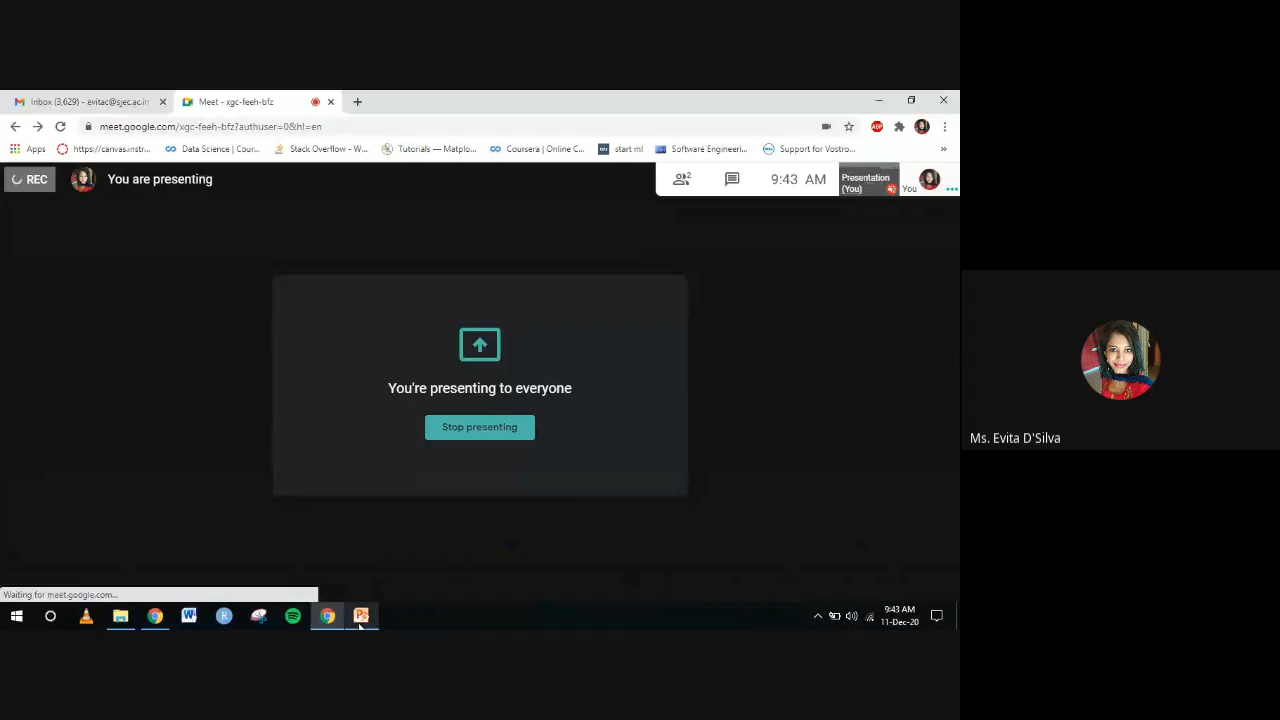 Inbox (3,629) - evitac@sjec.ac.in
Meet - xgc-feeh-bfz
meet.google.com/xgc-feeh-bfz?authuser=0&hl=en
ABP
Apps
https://canvas.instr...
Data Science | Cour...
Stack Overflow - W...
Tutorials — Matplo...
Coursera | Online C...
start ml
Software Engineeri...
Support for Vostro...
»
REC
You are presenting
2
9:43 AM
Presentation
(You)
You
You're presenting to everyone
Stop presenting
Ms. Evita D'Silva
Waiting for meet.google.com...
9:43 AM
11-Dec-20